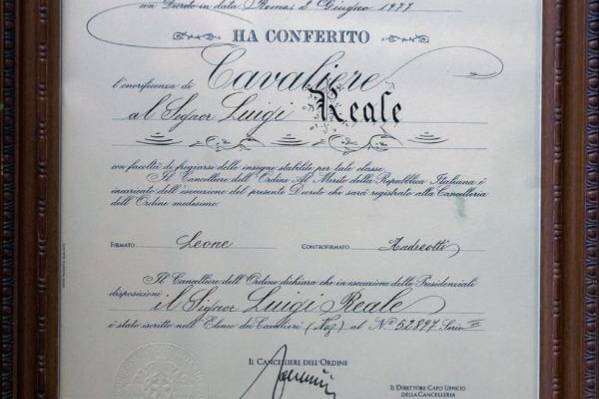 con Decreto in data Roma 2 Giugno 1977
HA CONFERITO
l'onorificenza di Cavaliere
al Signor Luigi Reale
con facoltà di fregiarsi delle insegne stabilite per tale classe.
Il Cancelliere dell'Ordine Al Merito della Repubblica Italiana è
incaricato dell'esecuzione del presente Decreto che sarà registrato alla Cancelleria
dell'Ordine medesimo.
FIRMATO Leone CONTROFIRMATO Andreotti
Il Cancelliere dell'Ordine dichiara che in esecuzione delle Presidenziali
disposizioni il Signor Luigi Reale
è stato iscritto nell'Elenco dei Cavalieri (Naz.) al N° 52897 Serie III
IL CANCELLIERE DELL'ORDINE
IL DIRETTORE CAPO UFFICIO
DELLA CANCELLERIA